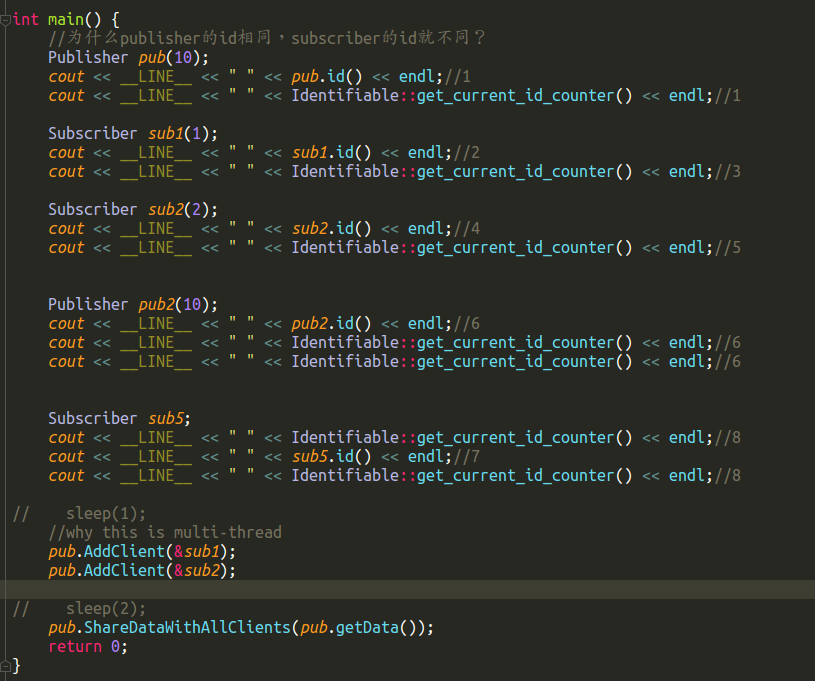 int main() {
    //为什么publisher的id相同，subscriber的id就不同？
    Publisher pub(10);
    cout << __LINE__ << " " << pub.id() << endl;//1
    cout << __LINE__ << " " << Identifiable::get_current_id_counter() << endl;//1
    Subscriber sub1(1);
    cout << __LINE__ << " " << sub1.id() << endl;//2
    cout << __LINE__ << " " << Identifiable::get_current_id_counter() << endl;//3
    Subscriber sub2(2);
    cout << __LINE__ << " " << sub2.id() << endl;//4
    cout << __LINE__ << " " << Identifiable::get_current_id_counter() << endl;//5
    Publisher pub2(10);
    cout << __LINE__ << " " << pub2.id() << endl;//6
    cout << __LINE__ << " " << Identifiable::get_current_id_counter() << endl;//6
    cout << __LINE__ << " " << Identifiable::get_current_id_counter() << endl;//6
    Subscriber sub5;
    cout << __LINE__ << " " << Identifiable::get_current_id_counter() << endl;//8
    cout << __LINE__ << " " << sub5.id() << endl;//7
    cout << __LINE__ << " " << Identifiable::get_current_id_counter() << endl;//8
//    sleep(1);
    //why this is multi-thread
    pub.AddClient(&sub1);
    pub.AddClient(&sub2);
//    sleep(2);
    pub.ShareDataWithAllClients(pub.getData());
    return 0;
}